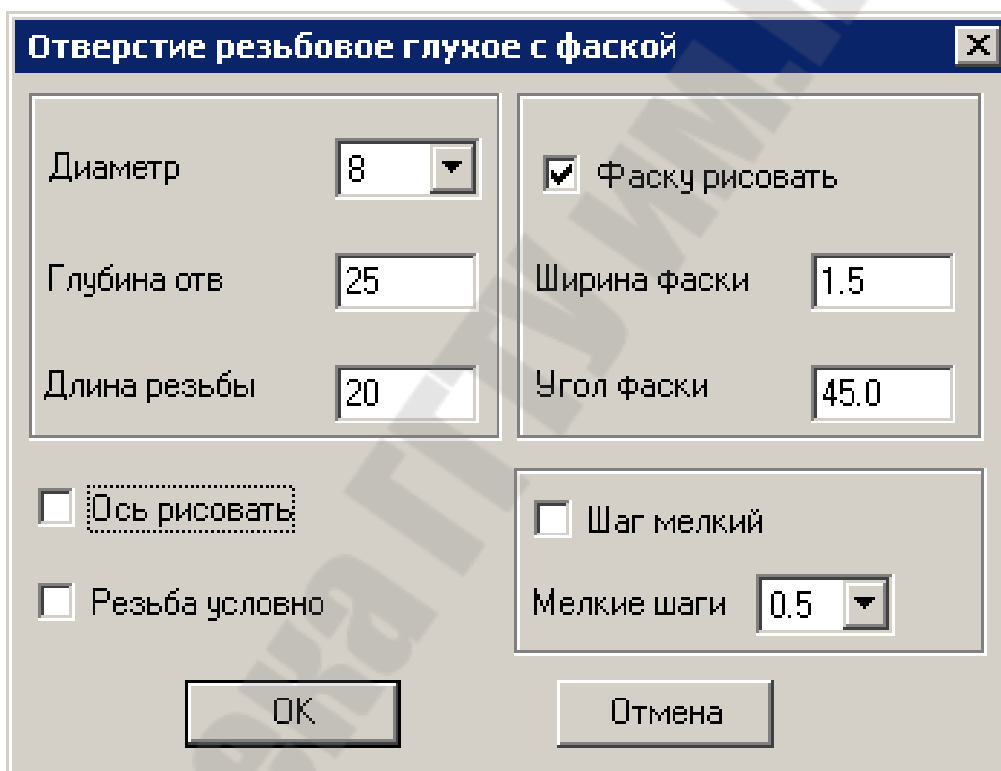 Отверстие резьбовое глухое с фаской
Диаметр 8
Глубина отв 25
Длина резьбы 20
Фаску рисовать
Ширина фаски 1.5
Угол фаски 45.0
Ось рисовать
Резьба условно
Шаг мелкий
Мелкие шаги 0.5
OK
Отмена